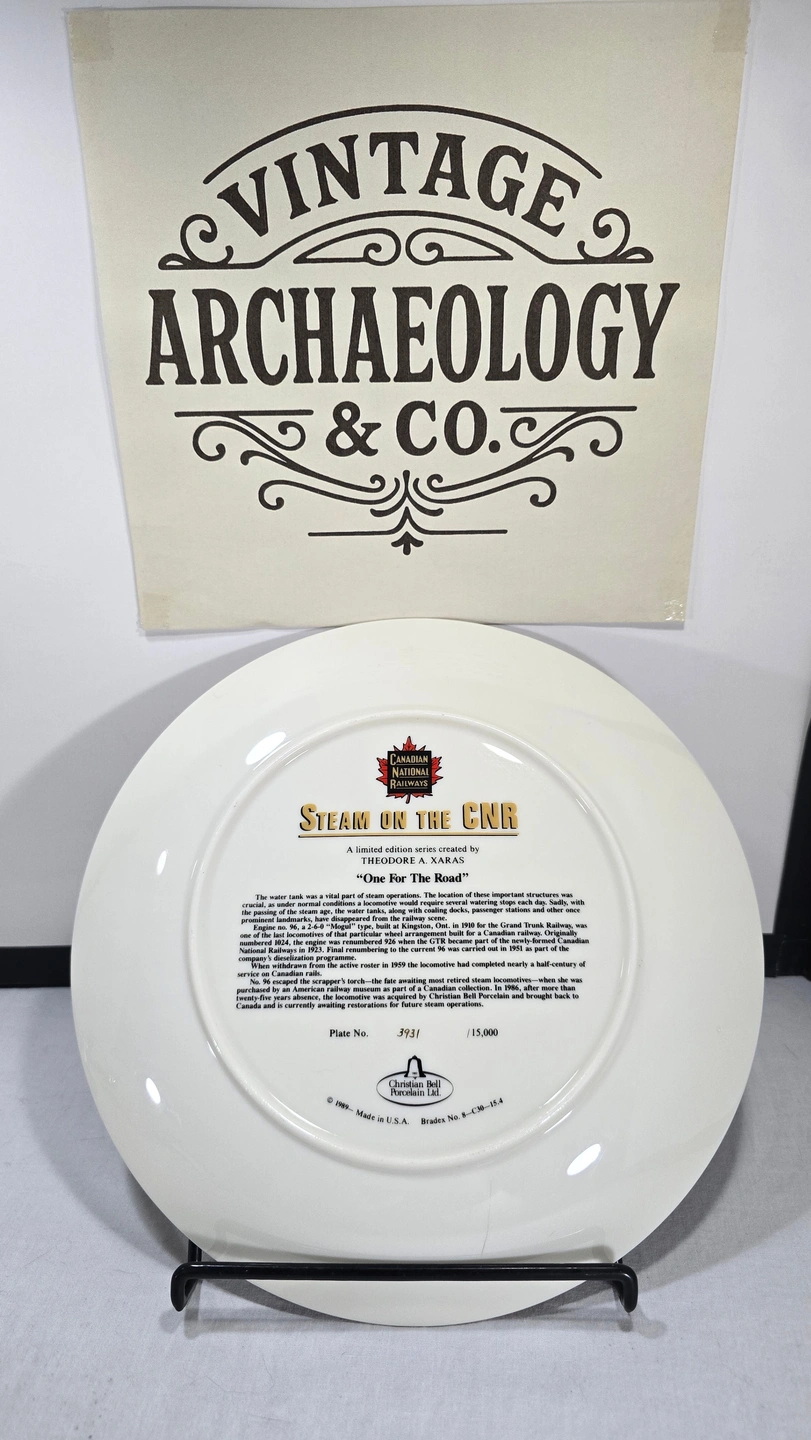 VINTAGE
ARCHAEOLOGY
& CO.
CANADIAN
NATIONAL
RAILWAYS
STEAM ON THE CNR
A limited edition series created by
THEODORE A. XARAS
“One For The Road”
The water tank was a vital part of steam operations. The location of these important structures was
crucial, as under normal conditions a locomotive would require several watering stops each day. Sadly, with
the passing of the steam age, the water tanks, along with coaling docks, passenger stations and other once
prominent landmarks, have disappeared from the railway scene.
Engine no. 96, a 2-6-0 “Mogul” type, built at Kingston, Ont. in 1910 for the Grand Trunk Railway, was
one of the last locomotives of that particular wheel arrangement built for a Canadian railway. Originally
numbered 1024, the engine was renumbered 926 when the GTR became part of the newly-formed Canadian
National Railways in 1923. Final renumbering to the current 96 was carried out in 1951 as part of the
company's dieselization programme.
When withdrawn from the active roster in 1959 the locomotive had completed nearly a half-century of
service on Canadian rails.
No. 96 escaped the scrapper's torch—the fate awaiting most retired steam locomotives—when she was
purchased by an American railway museum as part of a Canadian collection. In 1986, after more than
twenty-five years absence, the locomotive was acquired by Christian Bell Porcelain and brought back to
Canada and is currently awaiting restorations for future steam operations.
Plate No. 3931 /15,000
Christian Bell
Porcelain Ltd.
© 1989— Made in U.S.A. Bradex No. 8—C30—15.4